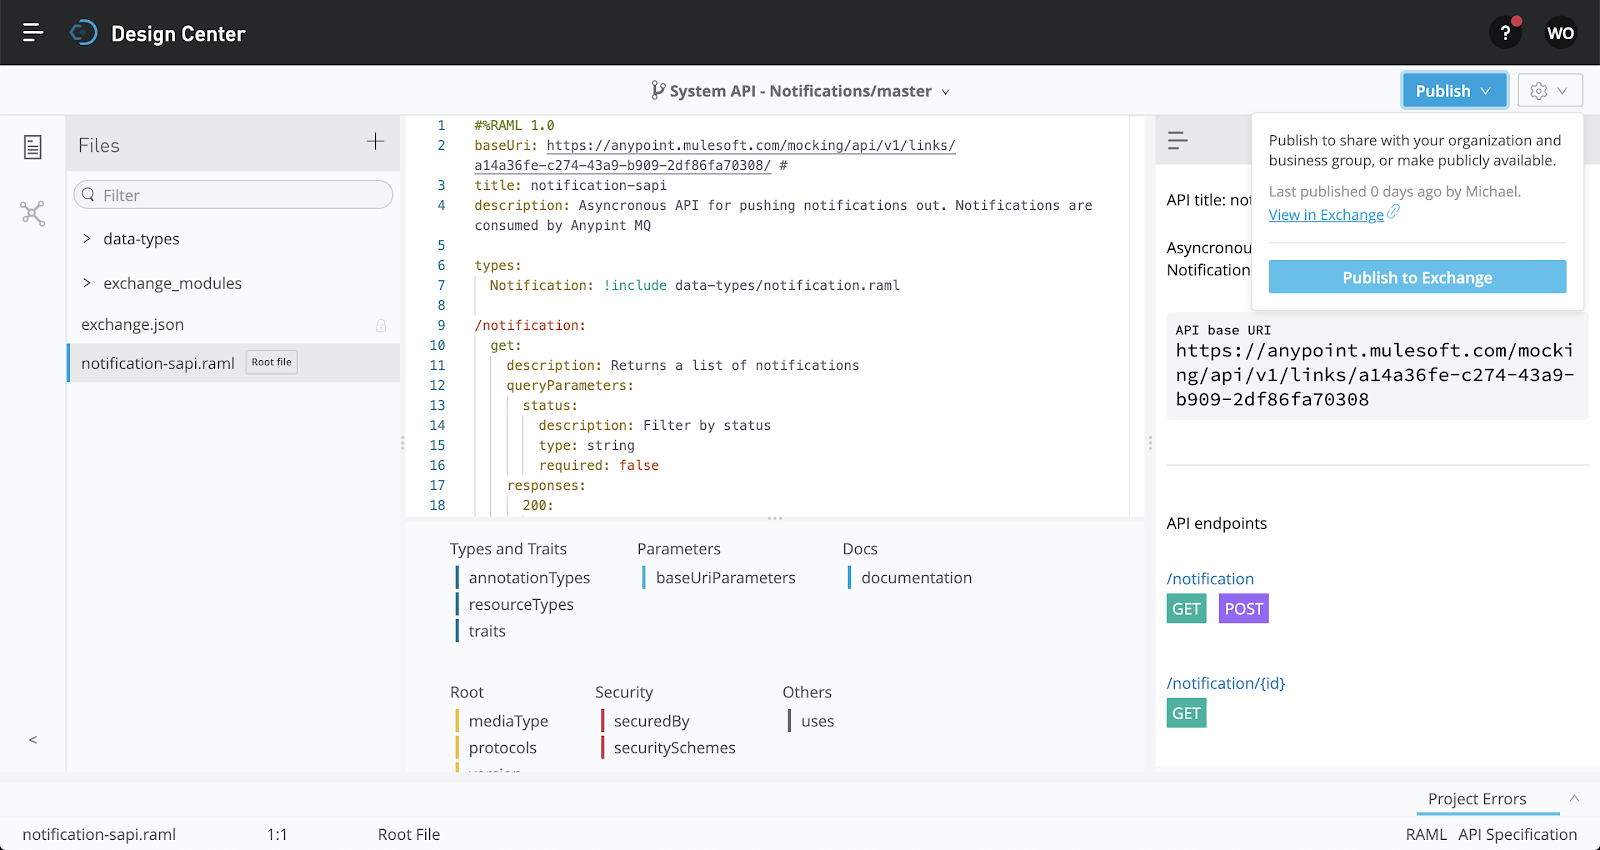 Design Center
?
WO
System API - Notifications/master
Publish
Files
Filter
data-types
exchange_modules
exchange.json
notification-sapi.raml Root file
1 #%RAML 1.0
2 baseUri: https://anypoint.mulesoft.com/mocking/api/v1/links/
a14a36fe-c274-43a9-b909-2df86fa70308/ #
3 title: notification-sapi
4 description: Asyncronous API for pushing notifications out. Notifications are
consumed by Anypint MQ
5
6 types:
7 Notification: !include data-types/notification.raml
8
9 /notification:
10 get:
11 description: Returns a list of notifications
12 queryParameters:
13 status:
14 description: Filter by status
15 type: string
16 required: false
17 responses:
18 200:
Types and Traits
annotationTypes
resourceTypes
traits
Parameters
baseUriParameters
Docs
documentation
Root
mediaType
protocols
version
Security
securedBy
securitySchemes
Others
uses
Publish to share with your organization and
business group, or make publicly available.
Last published 0 days ago by Michael.
View in Exchange
Publish to Exchange
API title: not
Asyncronou
Notification
API base URI
https://anypoint.mulesoft.com/mocki
ng/api/v1/links/a14a36fe-c274-43a9-
b909-2df86fa70308
API endpoints
/notification
GET POST
/notification/{id}
GET
Project Errors
notification-sapi.raml 1:1 Root File
RAML API Specification